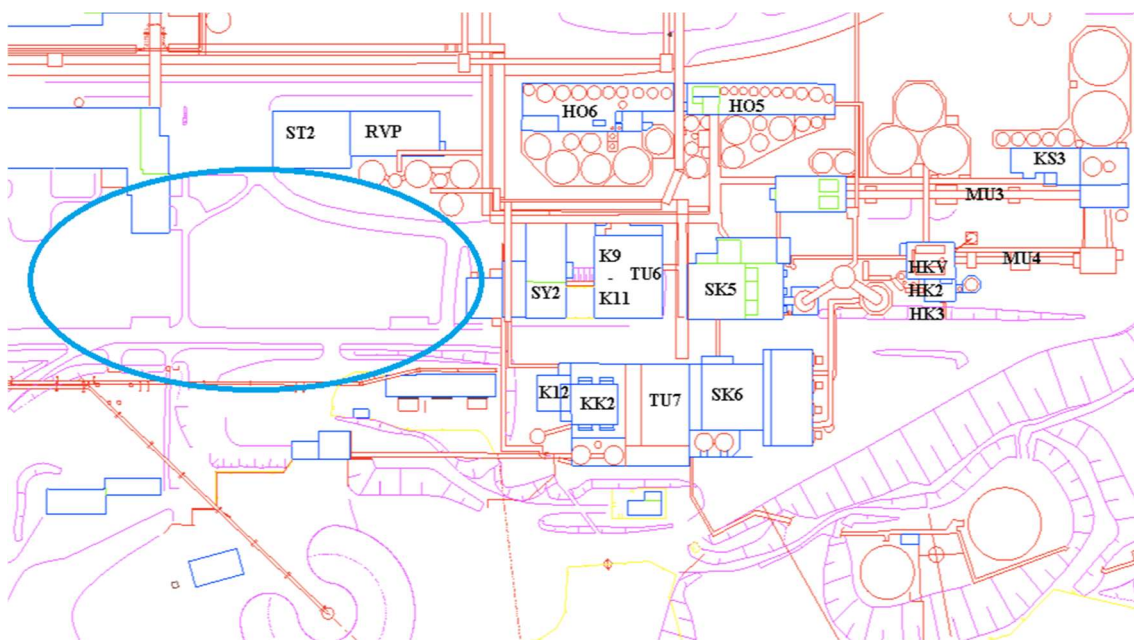 HO6
HO5
ST2
RVP
KS3
MU3
K9
-
K11
TU6
SY2
SK5
HKV
MU4
HK2
HK3
K12
KK2
TU7
SK6